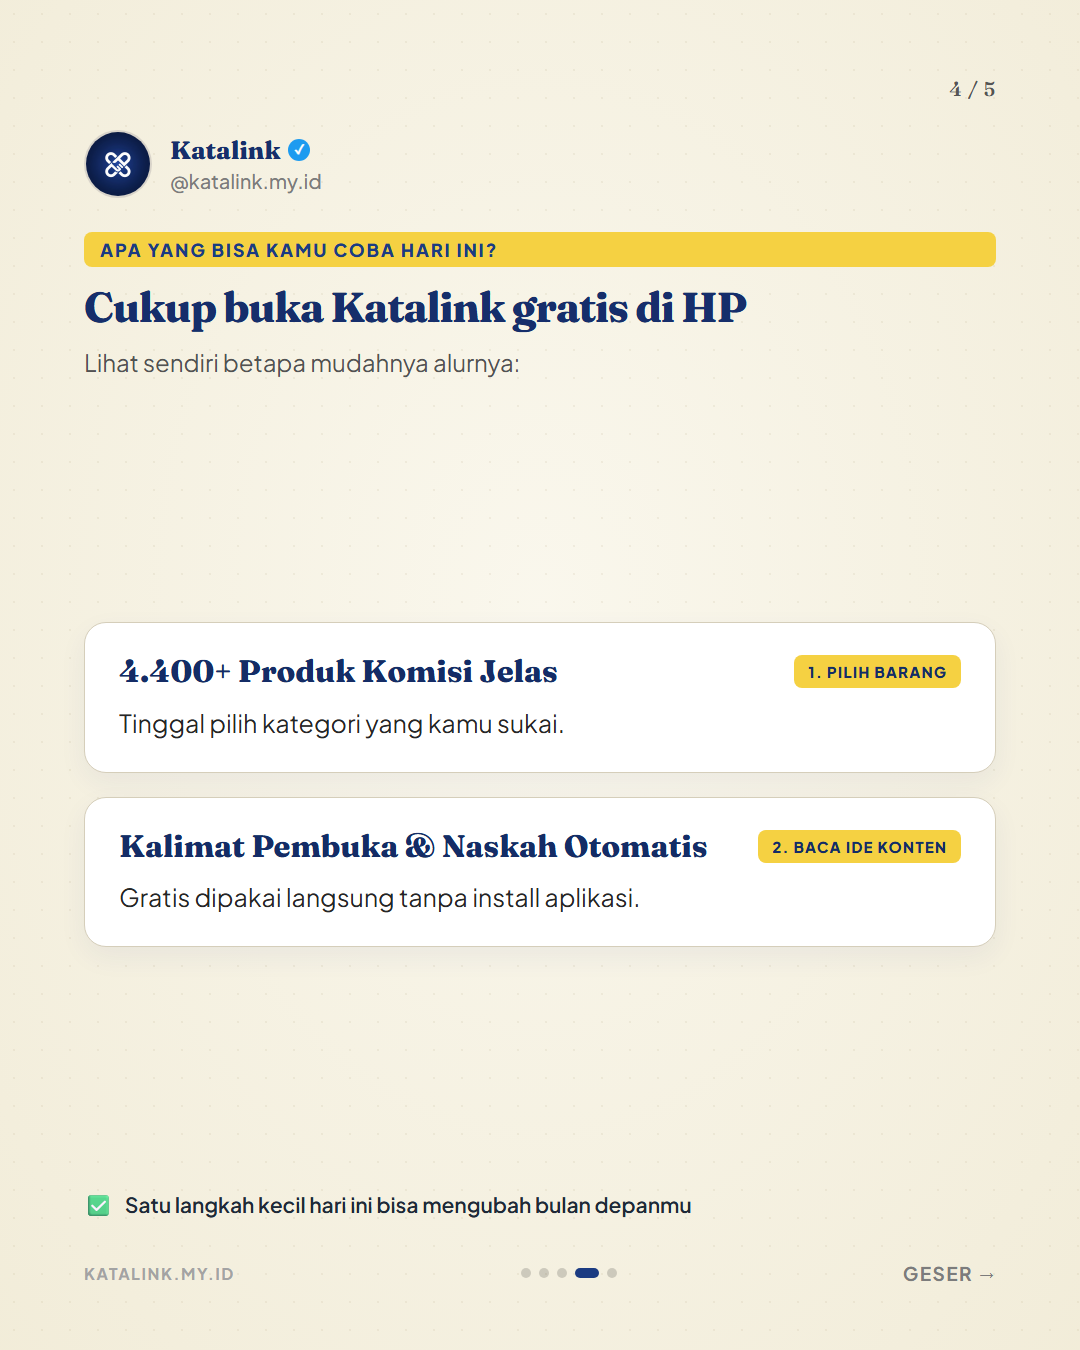 4 / 5
Katalink
@katalink.my.id
APA YANG BISA KAMU COBA HARI INI?
Cukup buka Katalink gratis di HP
Lihat sendiri betapa mudahnya alurnya:
4.400+ Produk Komisi Jelas
1. PILIH BARANG
Tinggal pilih kategori yang kamu sukai.
Kalimat Pembuka & Naskah Otomatis
2. BACA IDE KONTEN
Gratis dipakai langsung tanpa install aplikasi.
✅ Satu langkah kecil hari ini bisa mengubah bulan depanmu
KATALINK.MY.ID
GESER →